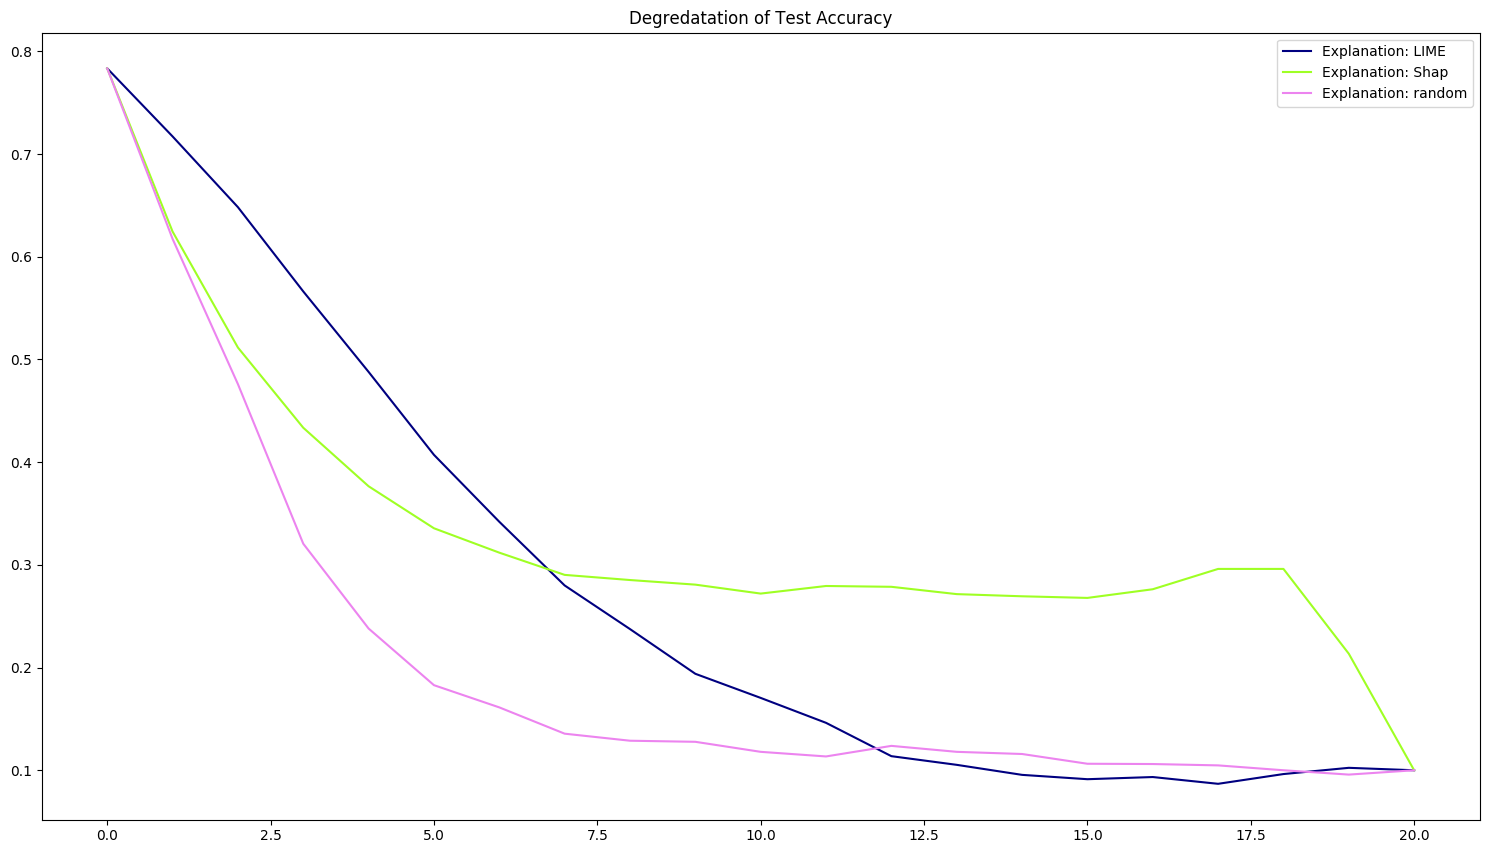 Degredatation of Test Accuracy
Explanation: LIME
Explanation: Shap
Explanation: random
0.8
0.7
0.6
0.5
0.4
0.3
0.2
0.1
0.0 2.5 5.0 7.5 10.0 12.5 15.0 17.5 20.0